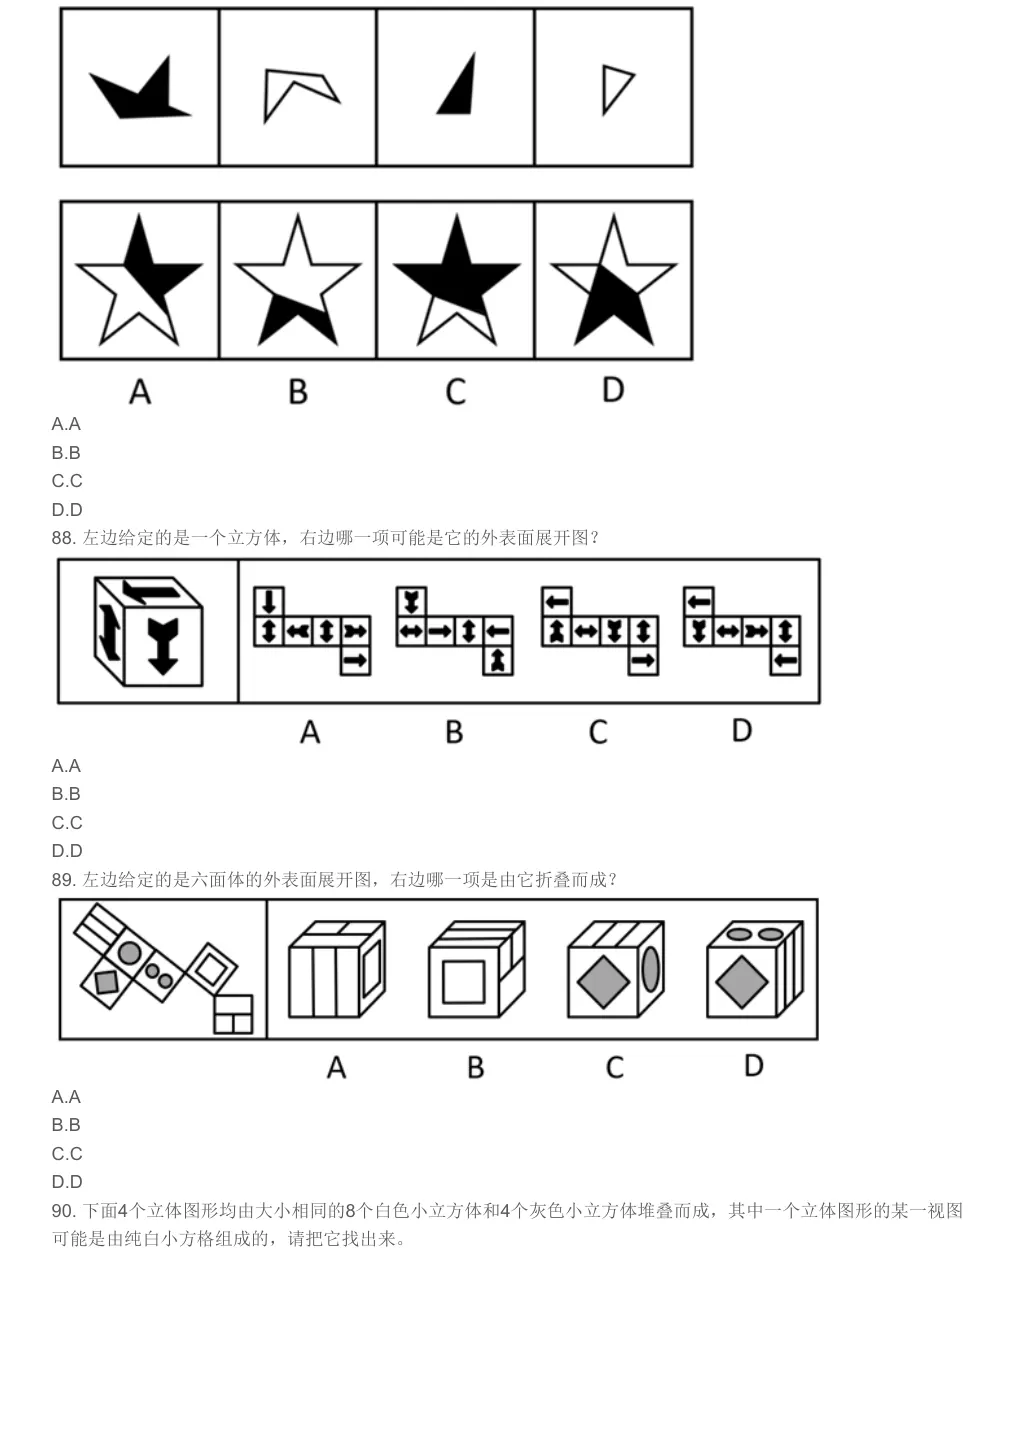 A B C D
A.A
B.B
C.C
D.D
88. 左边给定的是一个立方体，右边哪一项可能是它的外表面展开图？
A B C D
A.A
B.B
C.C
D.D
89. 左边给定的是六面体的外表面展开图，右边哪一项是由它折叠而成？
A B C D
A.A
B.B
C.C
D.D
90. 下面4个立体图形均由大小相同的8个白色小立方体和4个灰色小立方体堆叠而成，其中一个立体图形的某一视图
可能是由纯白小方格组成的，请把它找出来。